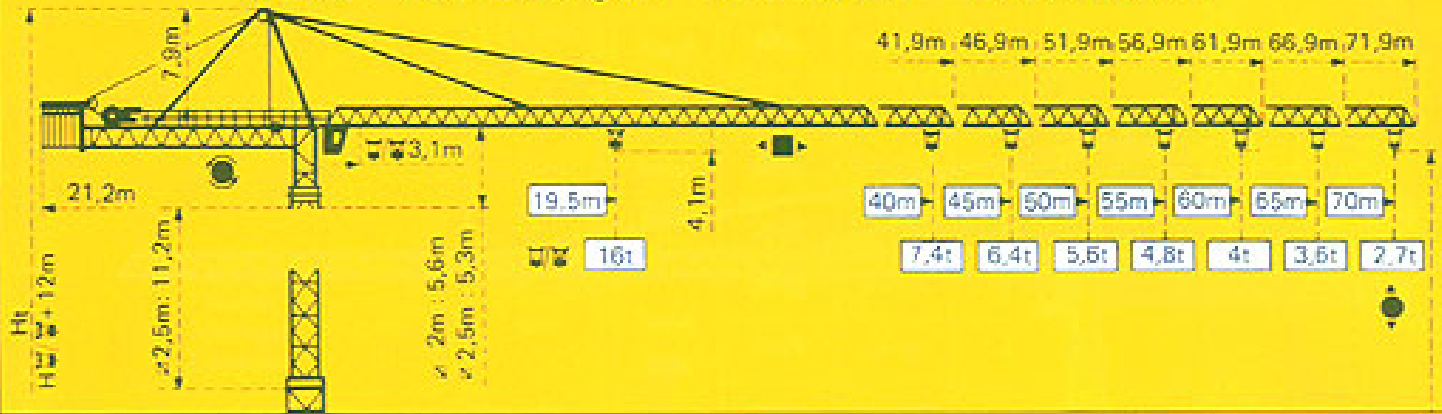 41,9m 46,9m 51,9m 56,9m 61,9m 66,9m 71,9m
7,9m
3,1m
21,2m
19,5m
4,1m
40m 45m 50m 55m 60m 65m 70m
16t
7,4t 6,4t 5,6t 4,8t 4t 3,6t 2,7t
Ht
H + 12m
2,5m : 11,2m
2m : 5,6m
2,5m : 5,3m